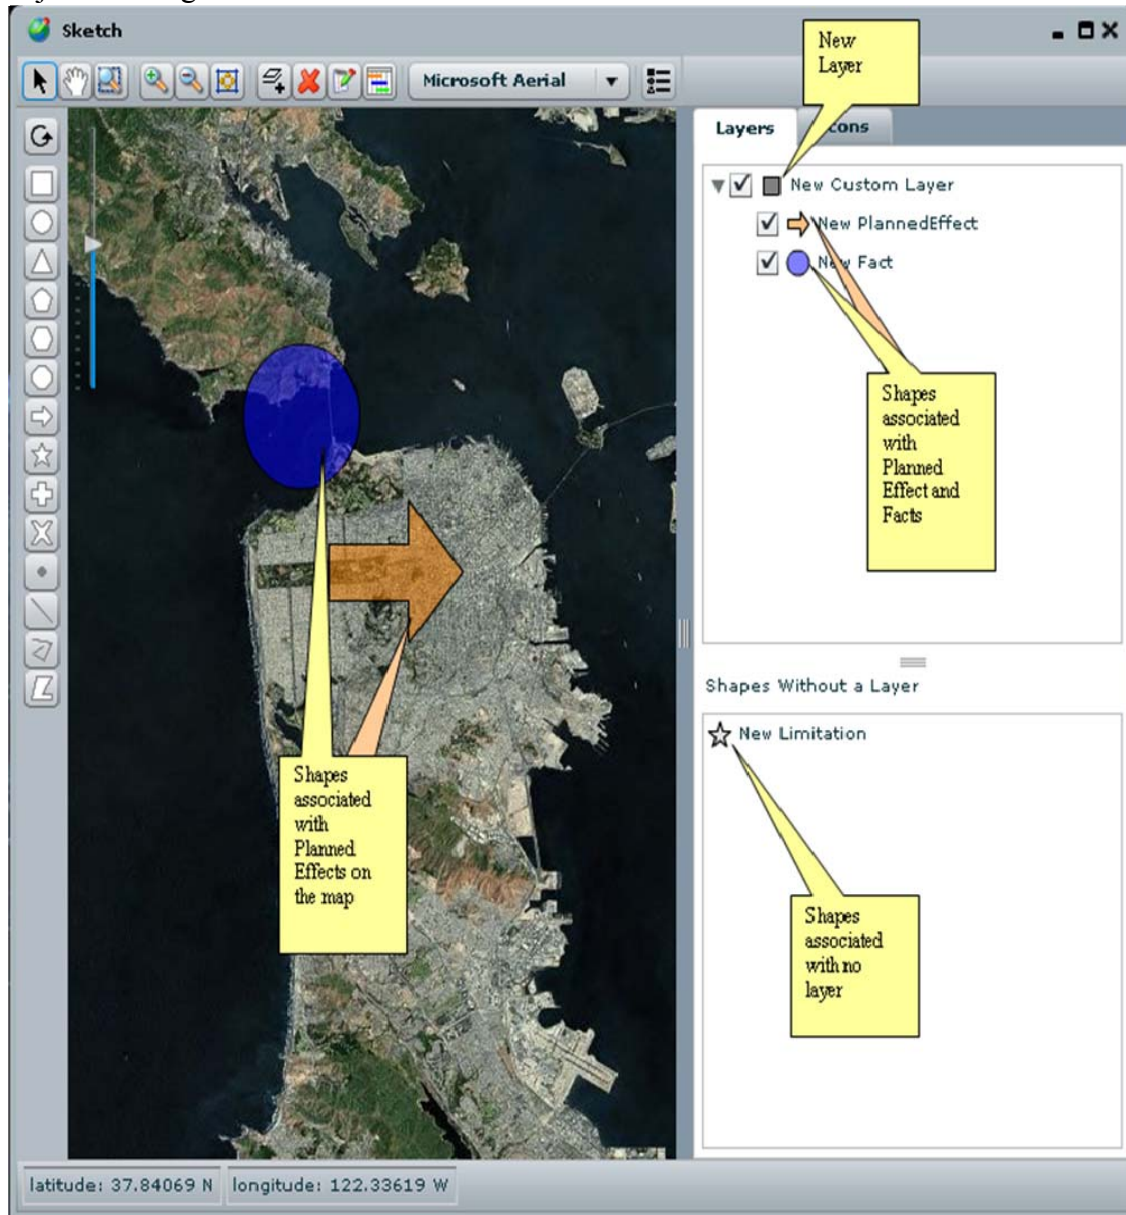 Sketch
New
Layer
Microsoft Aerial
Layers
cons
New Custom Layer
New PlannedEffect
New Fact
Shapes
associated
with
Planned
Effect and
Facts
Shapes Without a Layer
New Limitation
Shapes
associated
with
Planned
Effects on
the map
Shapes
associated
with no
layer
latitude: 37.84069 N
longitude: 122.33619 W